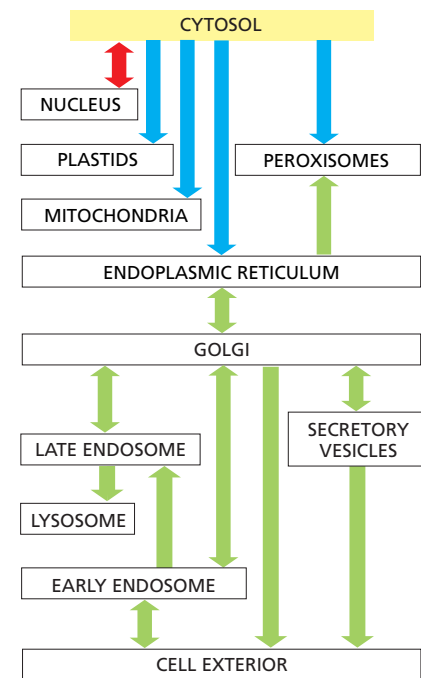 CYTOSOL
NUCLEUS
PLASTIDS
PEROXISOMES
MITOCHONDRIA
ENDOPLASMIC RETICULUM
GOLGI
LATE ENDOSOME
SECRETORY
VESICLES
LYSOSOME
EARLY ENDOSOME
CELL EXTERIOR